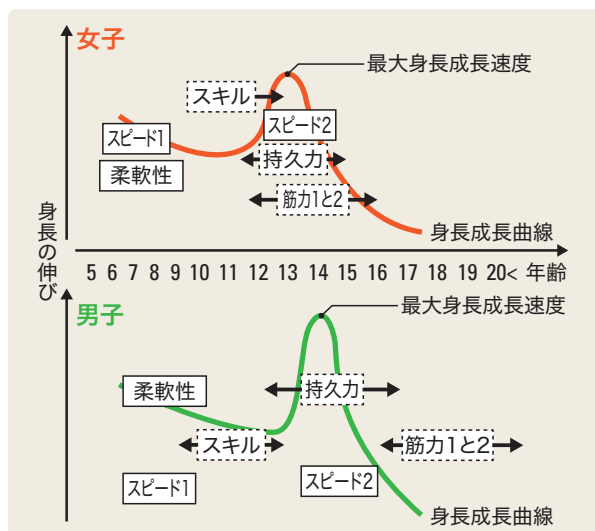 女子
最大身長成長速度
スキル
スピード1
スピード2
柔軟性
持久力
筋力1と2
身長成長曲線
身長の伸び
5 6 7 8 9 10 11 12 13 14 15 16 17 18 19 20< 年齢
男子
最大身長成長速度
柔軟性
持久力
スキル
筋力1と2
スピード1
スピード2
身長成長曲線